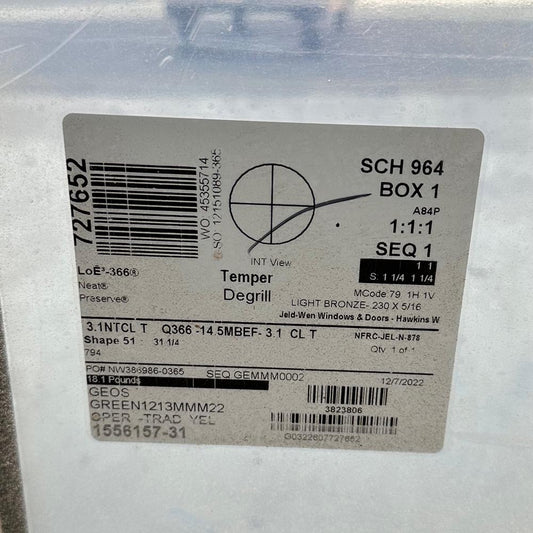 727652
WO 45355714
SO 12151089-365
INT View
SCH 964
BOX 1
A84P
1:1:1
SEQ 1
1 1
S. 1 1/4 1 1/4
LoĒ³-366®
Neat®
Preserve®
Temper
Degrill
MCode:79 1H 1V
LIGHT BRONZE-.230 X 5/16
Jeld-Wen Windows & Doors - Hawkins W
3.1NTCL T Q366 -14.5MBEF- 3.1 CL T
NFRC-JEL-N-878
Shape 51 : 31 1/4
Qty 1 of 1
794
PO# NW386986-0365
SEQ GEMMM0002
12/7/2022
18.1 Pounds
GEOS
GREEN1213MMM22
OPER -TRAD YEL
1556157-31
3823806
G0322607727652